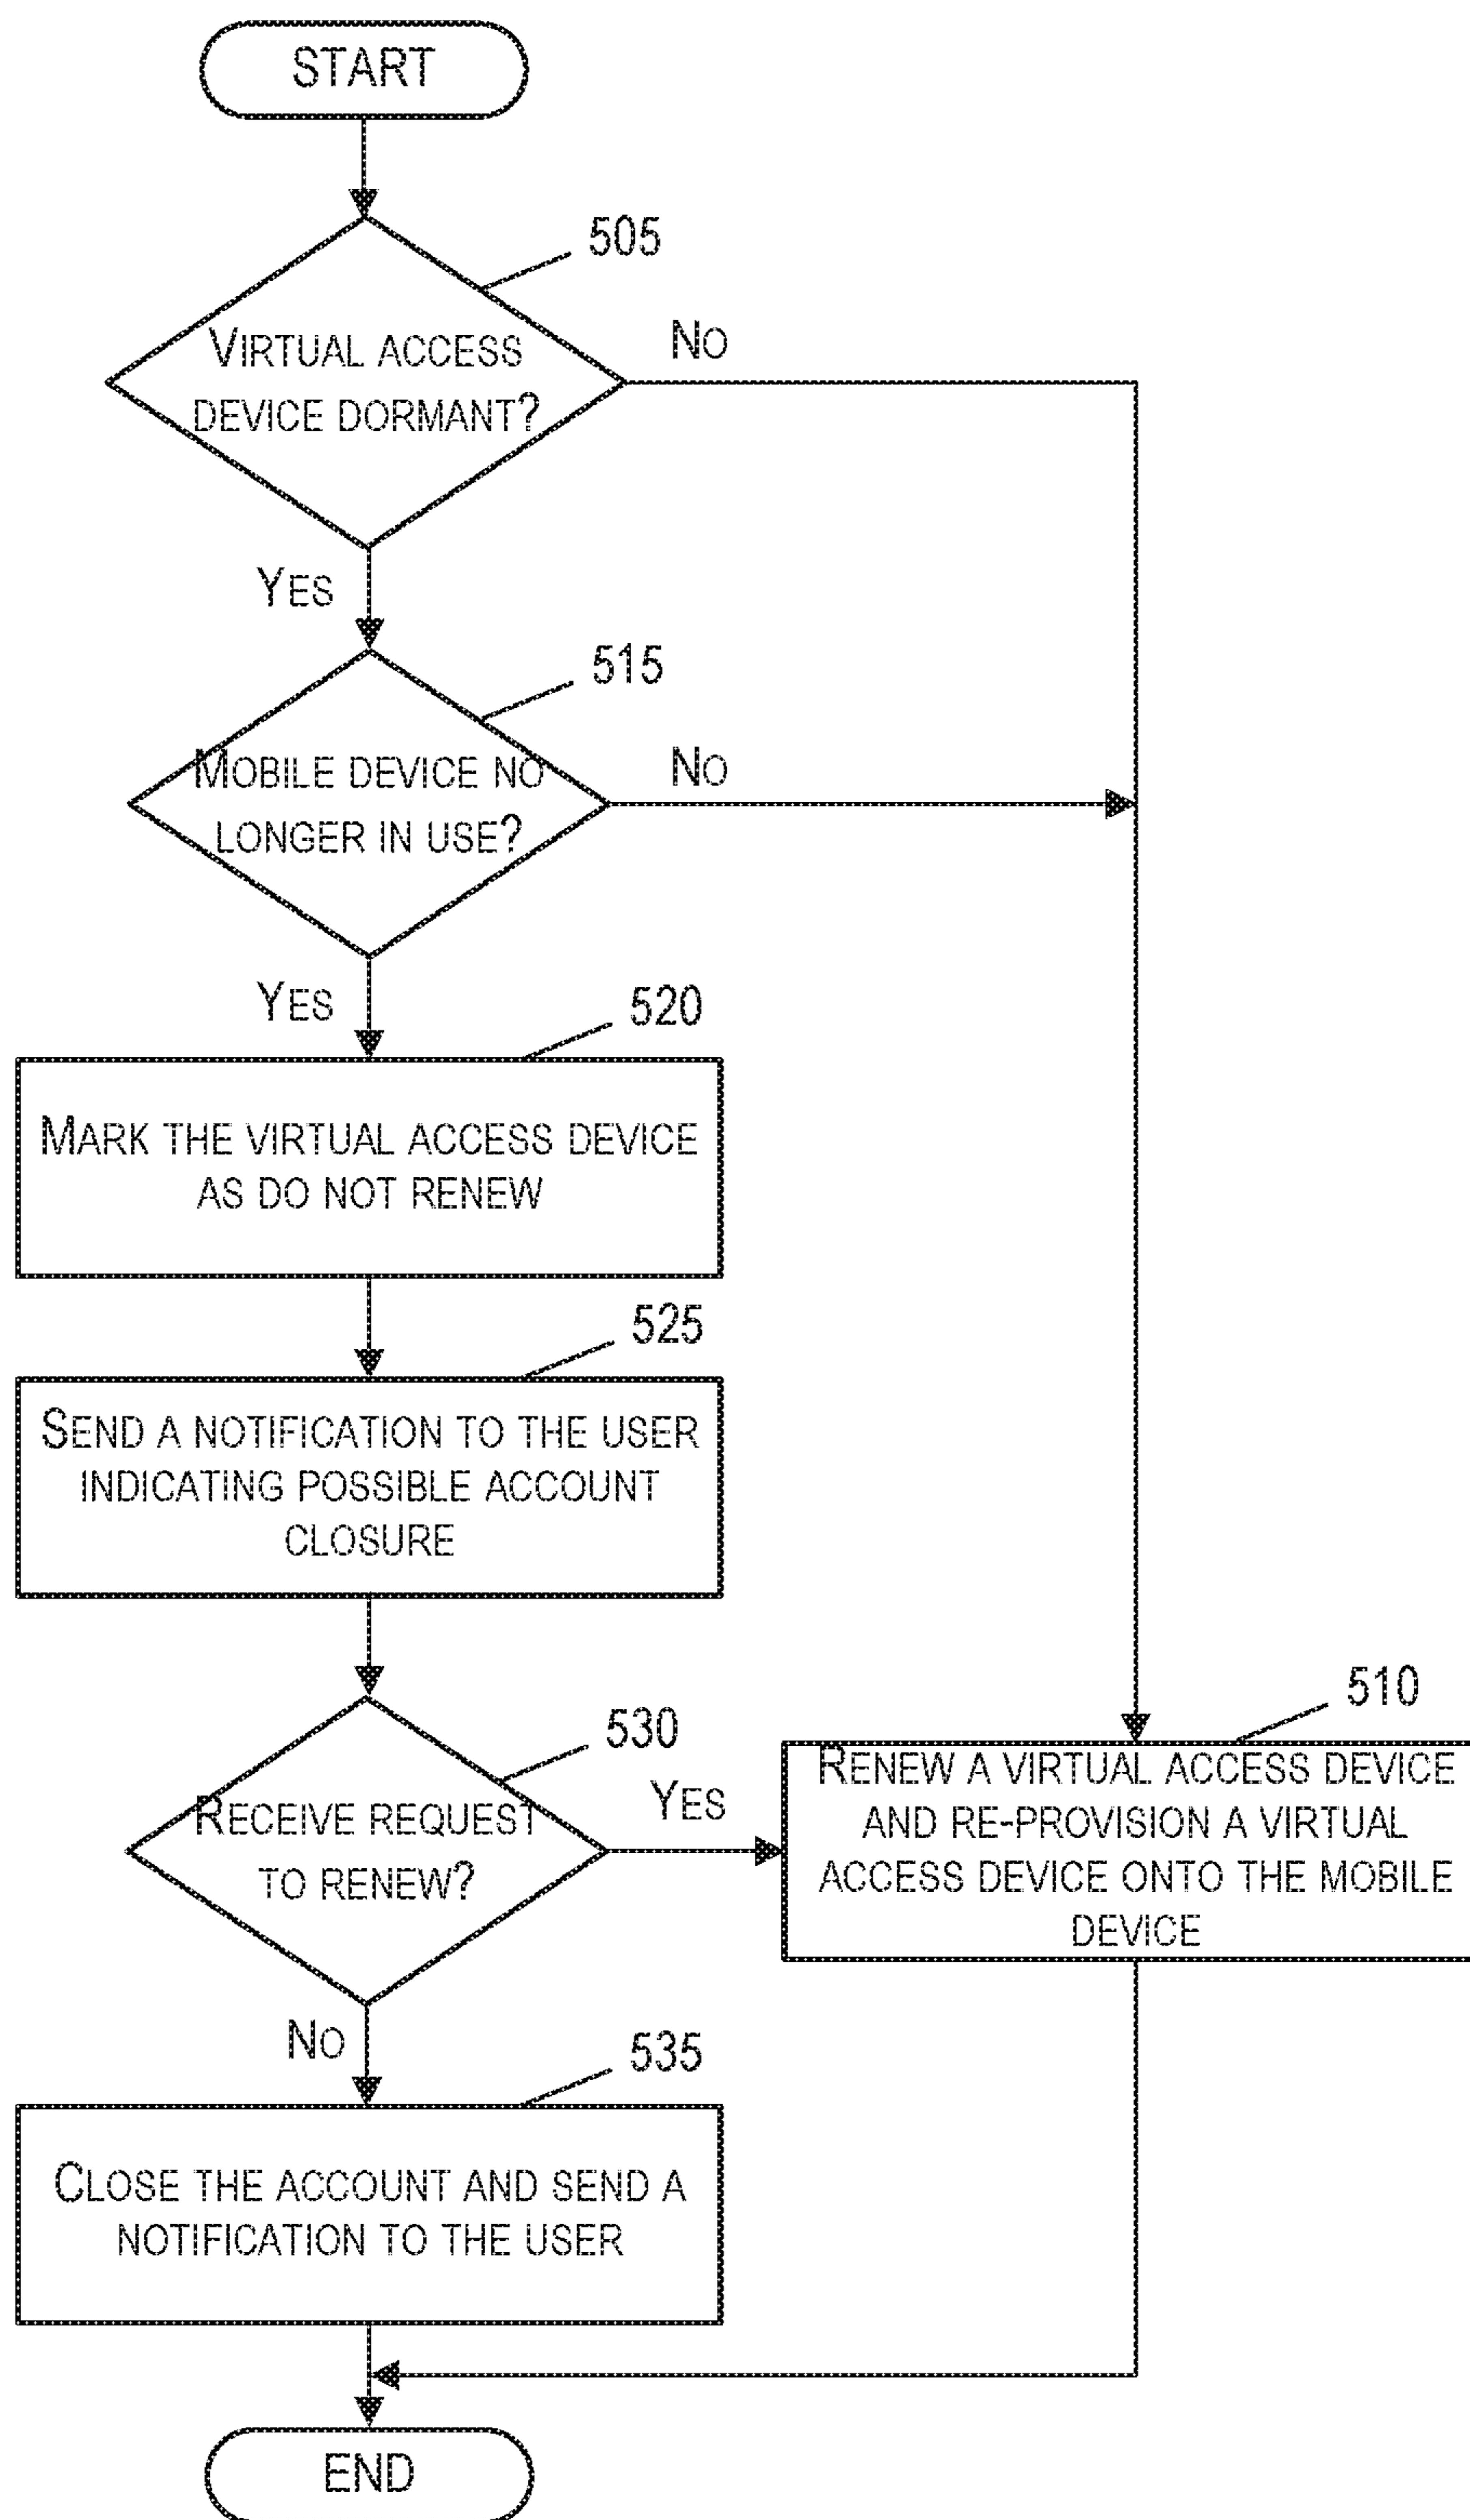 START
505
VIRTUAL ACCESS
DEVICE DORMANT?
NO
YES
515
MOBILE DEVICE NO
LONGER IN USE?
NO
YES
520
MARK THE VIRTUAL ACCESS DEVICE
AS DO NOT RENEW
525
SEND A NOTIFICATION TO THE USER
INDICATING POSSIBLE ACCOUNT
CLOSURE
530
RECEIVE REQUEST
TO RENEW?
YES
510
RENEW A VIRTUAL ACCESS DEVICE
AND RE-PROVISION A VIRTUAL
ACCESS DEVICE ONTO THE MOBILE
DEVICE
NO
535
CLOSE THE ACCOUNT AND SEND A
NOTIFICATION TO THE USER
END